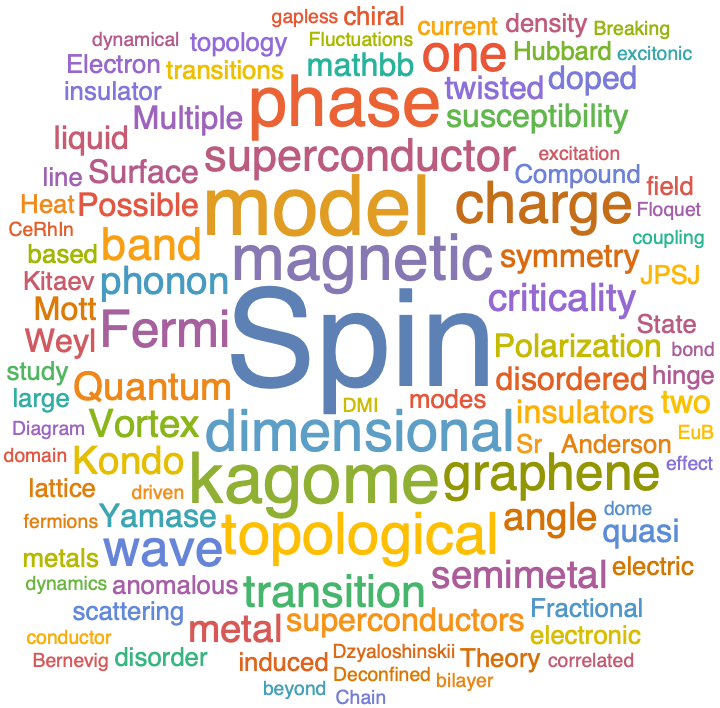 gapless chiral current density Breaking
dynamical topology Fluctuations one Hubbard excitonic
Electron transitions mathbb twisted doped
insulator Multiple phase susceptibility
liquid superconductor excitation
line Surface Compound field
Heat Possible model charge Floquet
CeRhIn coupling
based band magnetic symmetry
Kitaev phonon JPSJ
Mott Spin criticality State
Weyl Fermi Polarization bond
study disordered hinge
large Quantum DMI modes insulators two
Diagram Vortex dimensional Sr Anderson EuB
domain Kondo kagome graphene effect
lattice driven
fermions Yamase topological angle dome
quasi
metals wave semimetal electric
dynamics anomalous transition
scattering metal superconductors Fractional
conductor electronic
Bernevig disorder induced Dzyaloshinskii Theory correlated
Deconfined bilayer
beyond Chain